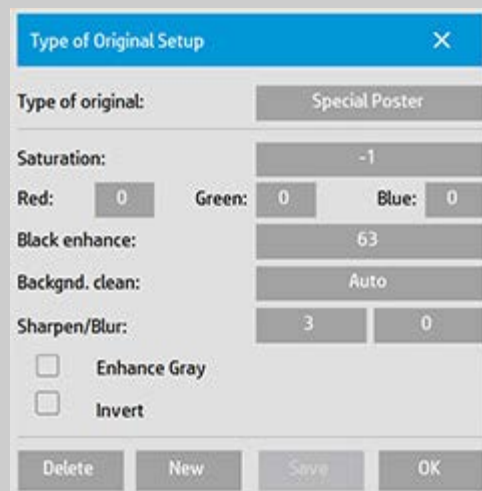 Type of Original Setup
Type of original: Special Poster
Saturation: -1
Red: 0 Green: 0 Blue: 0
Black enhance: 63
Backgnd. clean: Auto
Sharpen/Blur: 3 0
Enhance Gray
Invert
Delete New Save OK